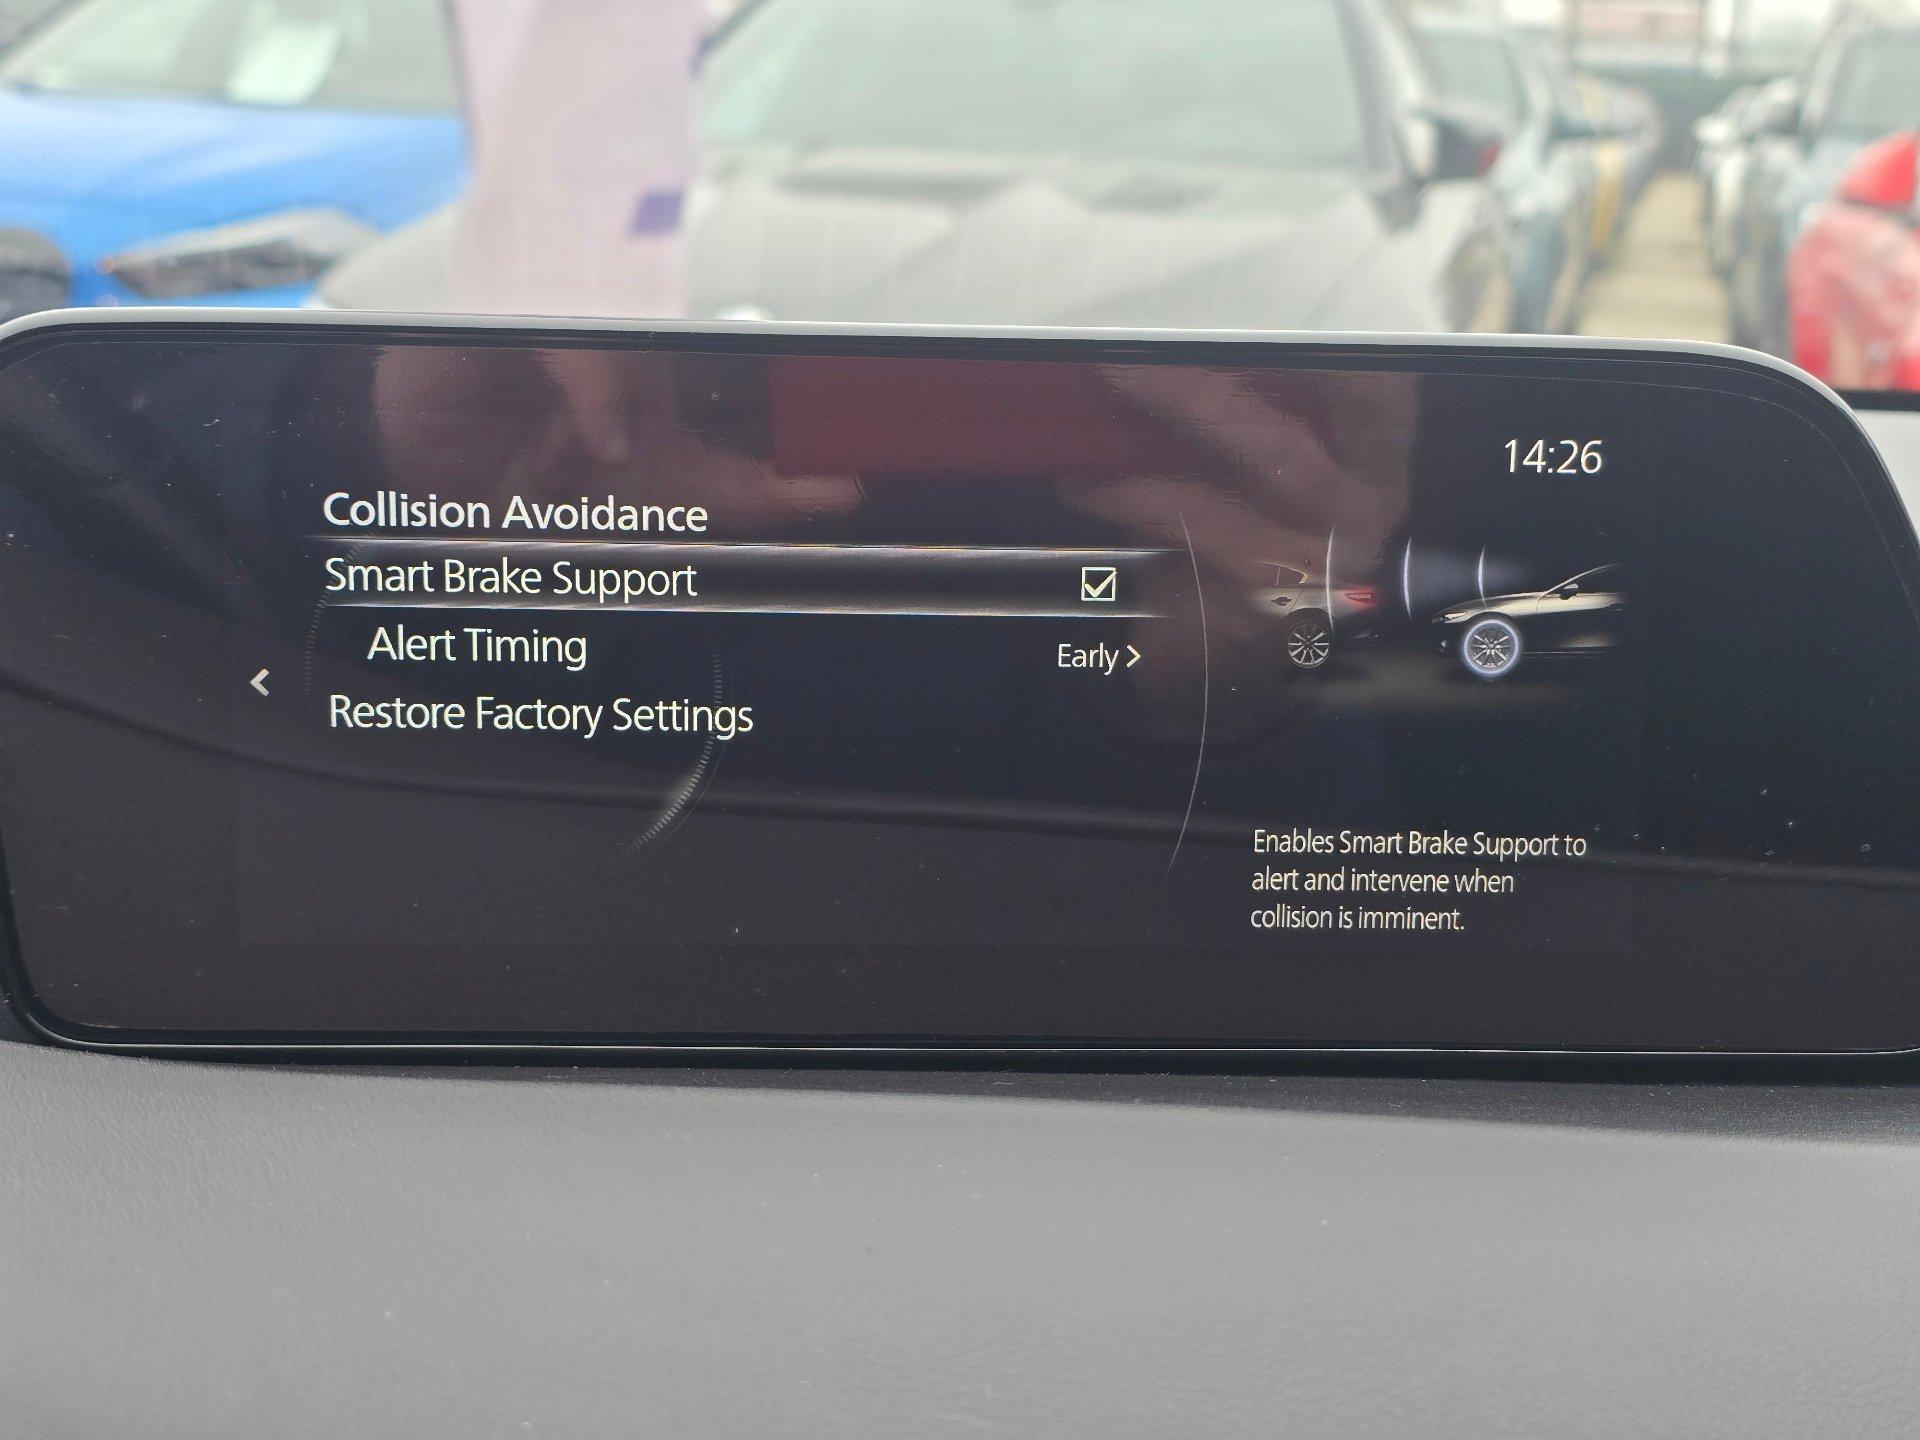 14:26
Collision Avoidance
Smart Brake Support
Alert Timing Early >
Restore Factory Settings
Enables Smart Brake Support to
alert and intervene when
collision is imminent.